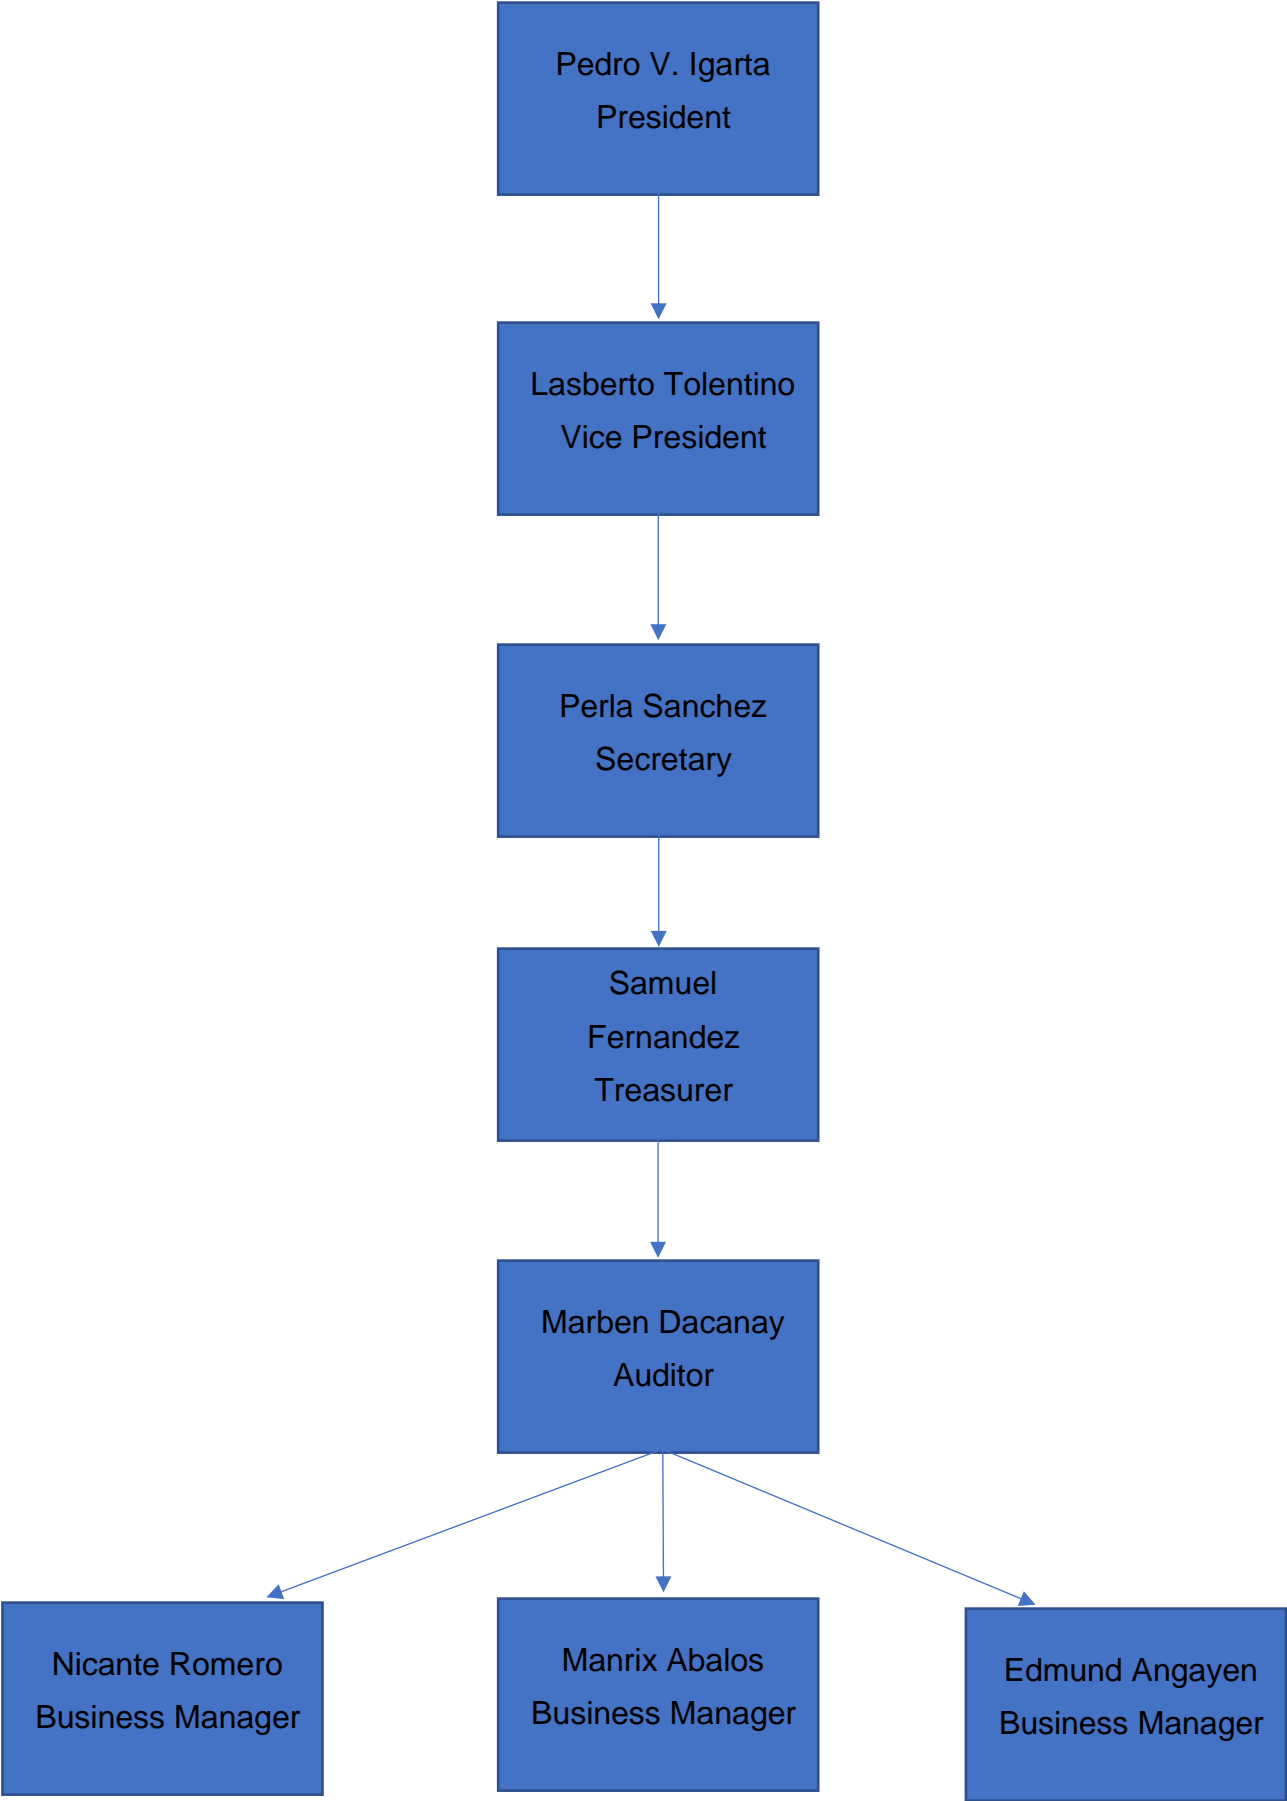 Pedro V. Igarta
President
Lasberto Tolentino
Vice President
Perla Sanchez
Secretary
Samuel
Fernandez
Treasurer
Marben Dacanay
Auditor
Nicante Romero
Business Manager
Manrix Abalos
Business Manager
Edmund Angayen
Business Manager